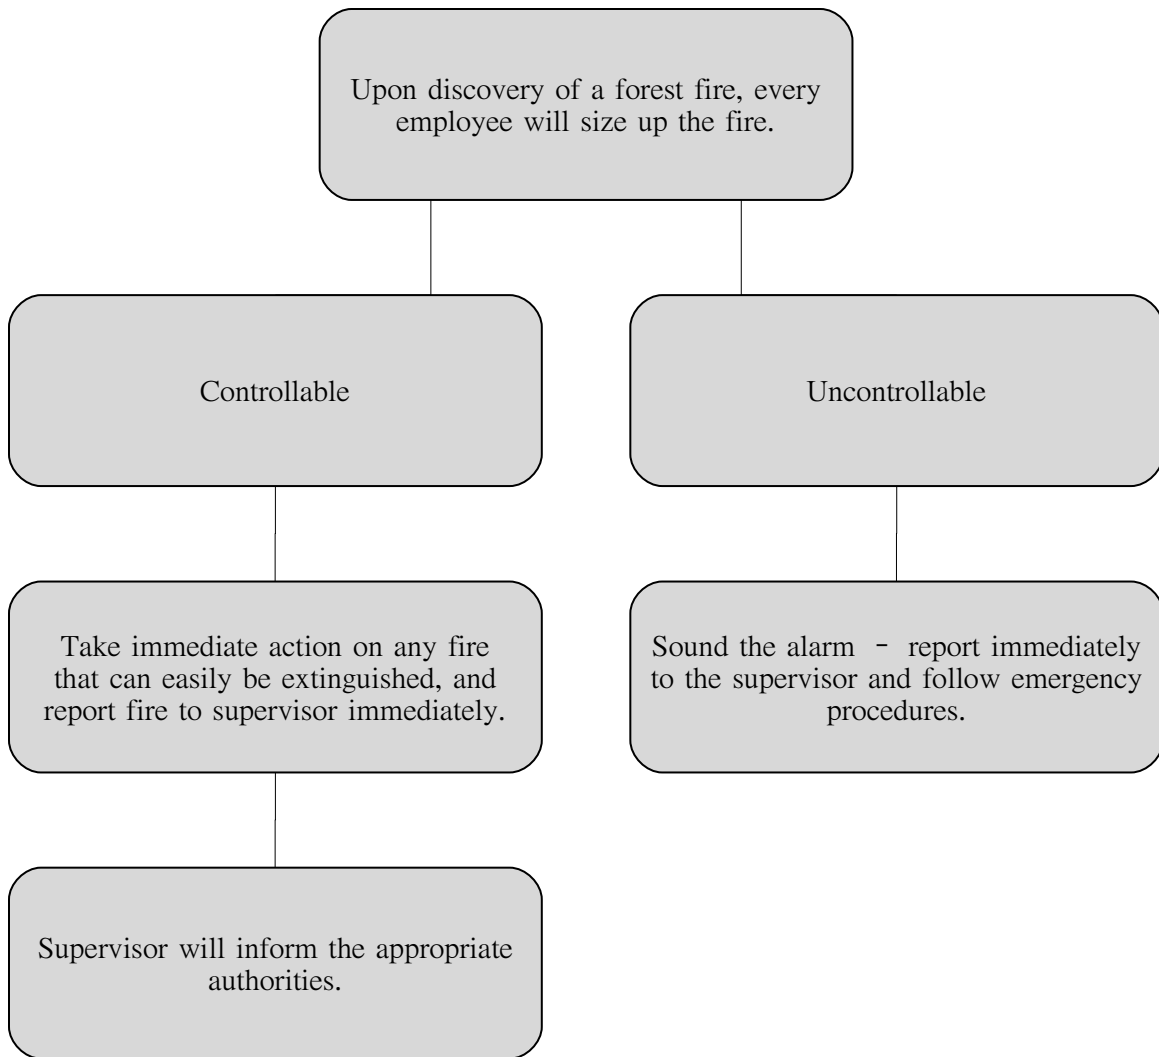 Upon discovery of a forest fire, every
employee will size up the fire.
Controllable
Uncontrollable
Take immediate action on any fire
that can easily be extinguished, and
report fire to supervisor immediately.
Sound the alarm - report immediately
to the supervisor and follow emergency
procedures.
Supervisor will inform the appropriate
authorities.